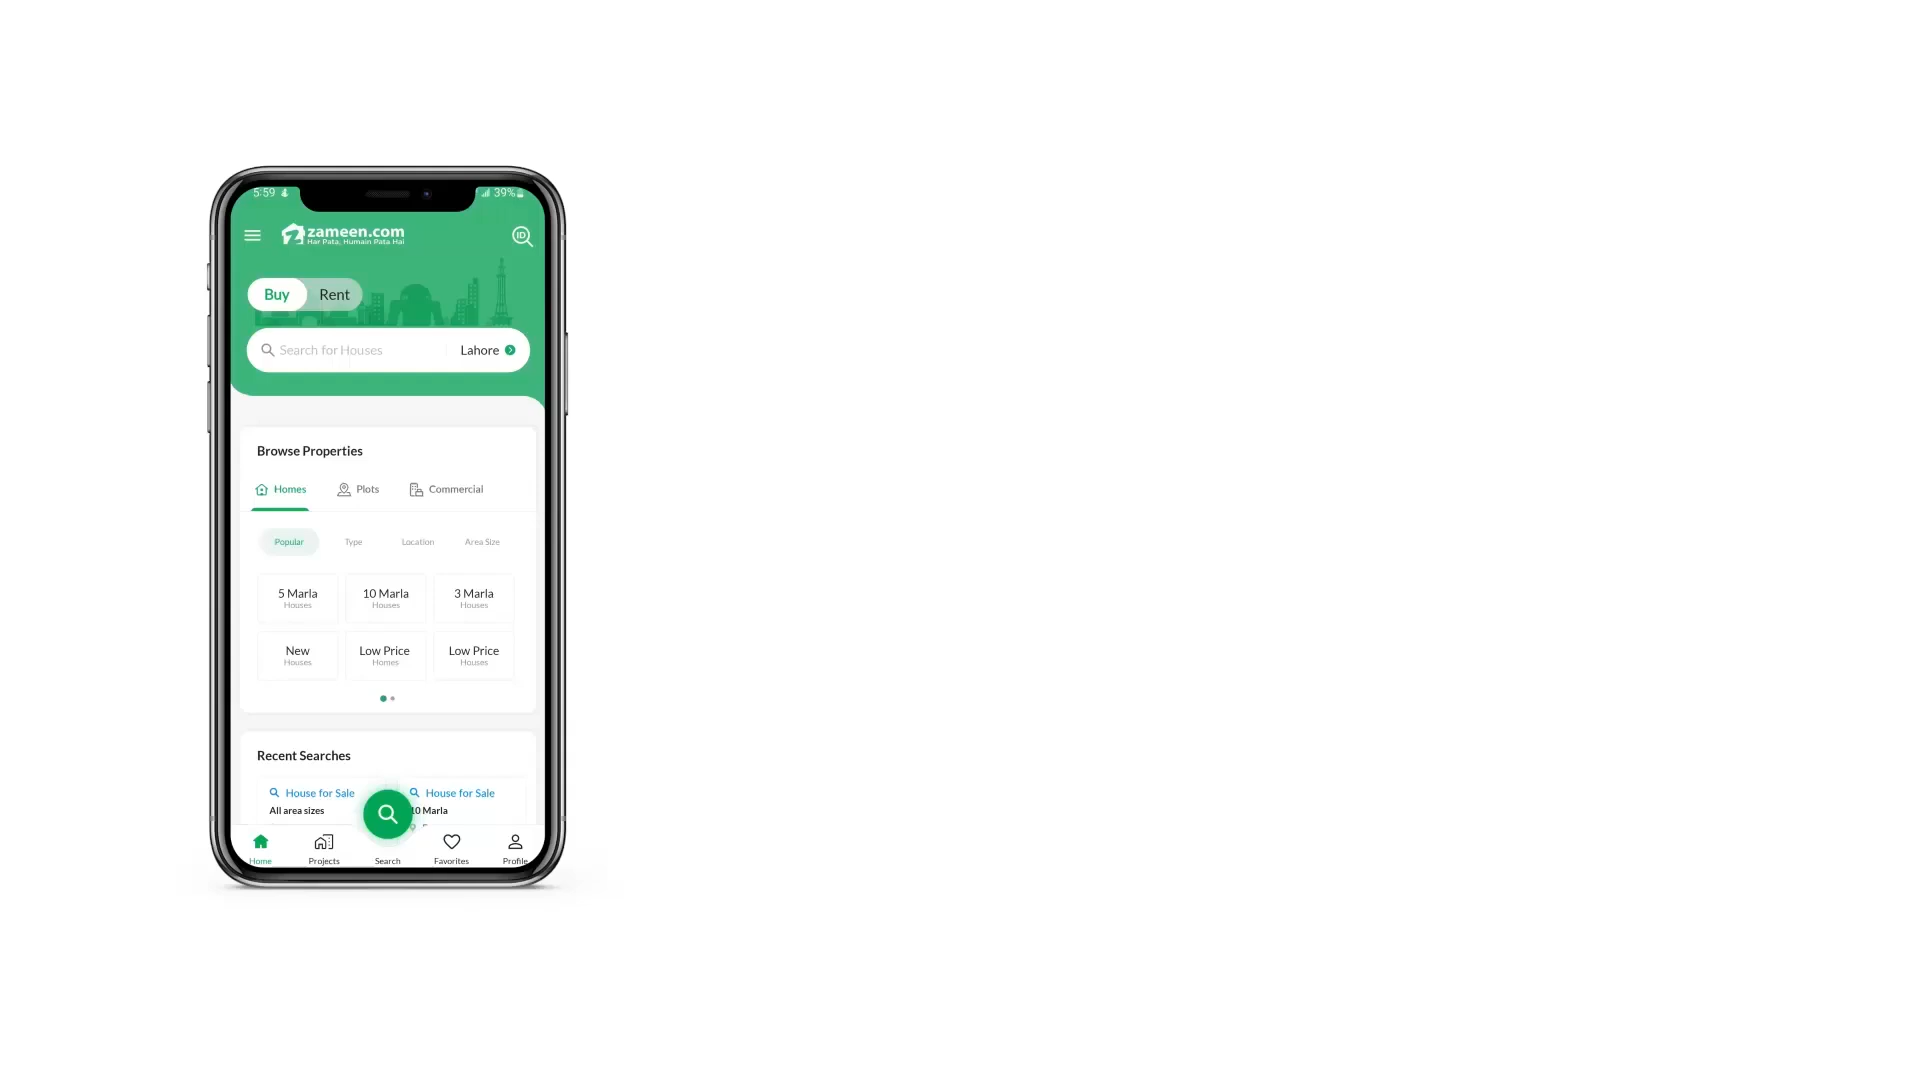 5:59
39%
zameen.com
Har Pata, Humain Pata Hai
ID
Buy Rent
Search for Houses Lahore
Browse Properties
Homes Plots Commercial
Popular Type Location Area Size
5 Marla 10 Marla 3 Marla
Houses Houses Houses
New Low Price Low Price
Houses Homes Houses
Recent Searches
House for Sale House for Sale
All area sizes 10 Marla
Home Projects Search Favorites Profile